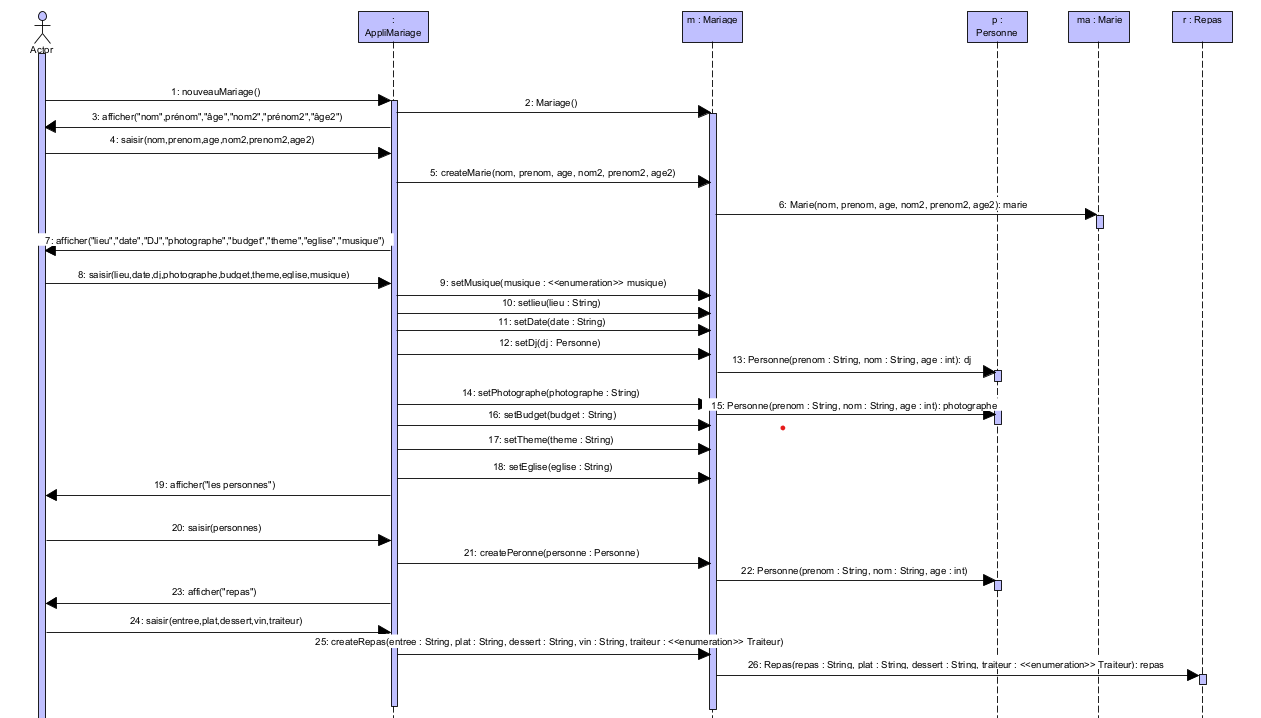 :
AppliMariage
m : Mariage
p :
Personne
ma : Marie
r : Repas
Actor
1: nouveauMariage()
2: Mariage()
3: afficher("nom",prénom","âge","nom2","prénom2","âge2")
4: saisir(nom,prenom,age,nom2,prenom2,age2)
5: createMarie(nom, prenom, age, nom2, prenom2, age2)
6: Marie(nom, prenom, age, nom2, prenom2, age2): marie
7: afficher("lieu","date","DJ","photographe","budget","theme","eglise","musique")
8: saisir(lieu,date,dj,photographe,budget,theme,eglise,musique)
9: setMusique(musique : <<enumeration>> musique)
10: setlieu(lieu : String)
11: setDate(date : String)
12: setDj(dj : Personne)
13: Personne(prenom : String, nom : String, age : int): dj
14: setPhotographe(photographe : String)
15: Personne(prenom : String, nom : String, age : int): photographe
16: setBudget(budget : String)
17: setTheme(theme : String)
18: setEglise(eglise : String)
19: afficher("les personnes")
20: saisir(personnes)
21: createPeronne(personne : Personne)
22: Personne(prenom : String, nom : String, age : int)
23: afficher("repas")
24: saisir(entree,plat,dessert,vin,traiteur)
25: createRepas(entree : String, plat : String, dessert : String, vin : String, traiteur : <<enumeration>> Traiteur)
26: Repas(repas : String, plat : String, dessert : String, traiteur : <<enumeration>> Traiteur): repas